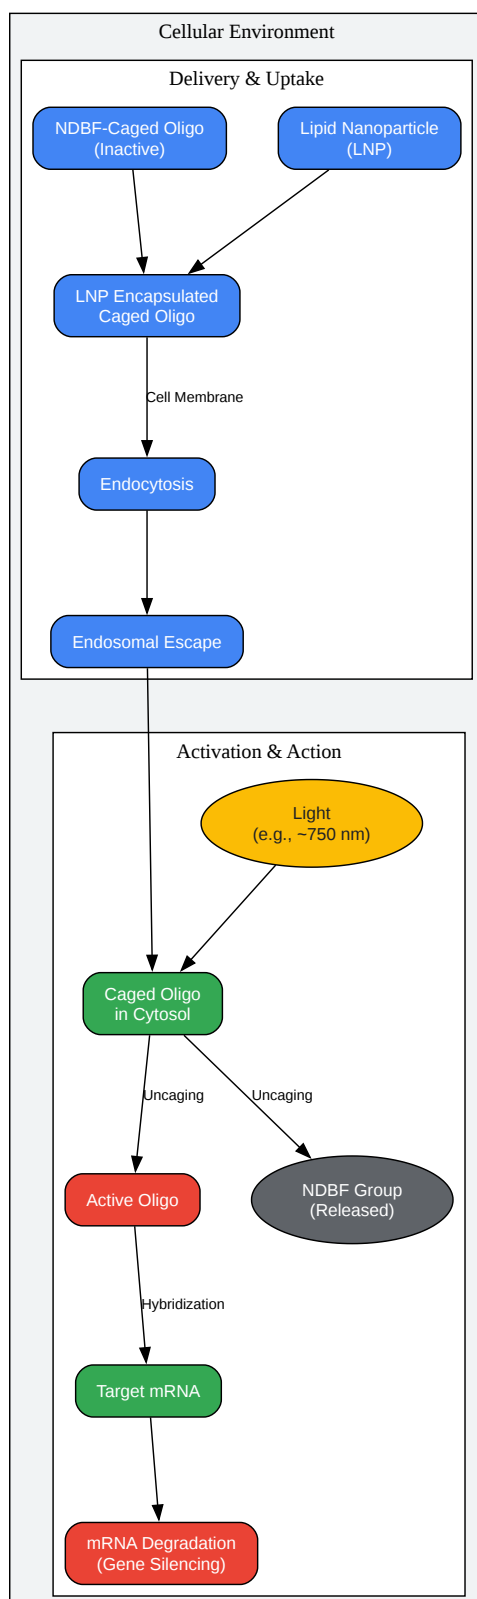 Cellular Environment
Delivery & Uptake
NDBF-Caged Oligo
(Inactive)
Lipid Nanoparticle
(LNP)
LNP Encapsulated
Caged Oligo
Cell Membrane
Endocytosis
Endosomal Escape
Activation & Action
Light
(e.g., ~750 nm)
Caged Oligo
in Cytosol
Uncaging
Uncaging
Active Oligo
NDBF Group
(Released)
Hybridization
Target mRNA
mRNA Degradation
(Gene Silencing)